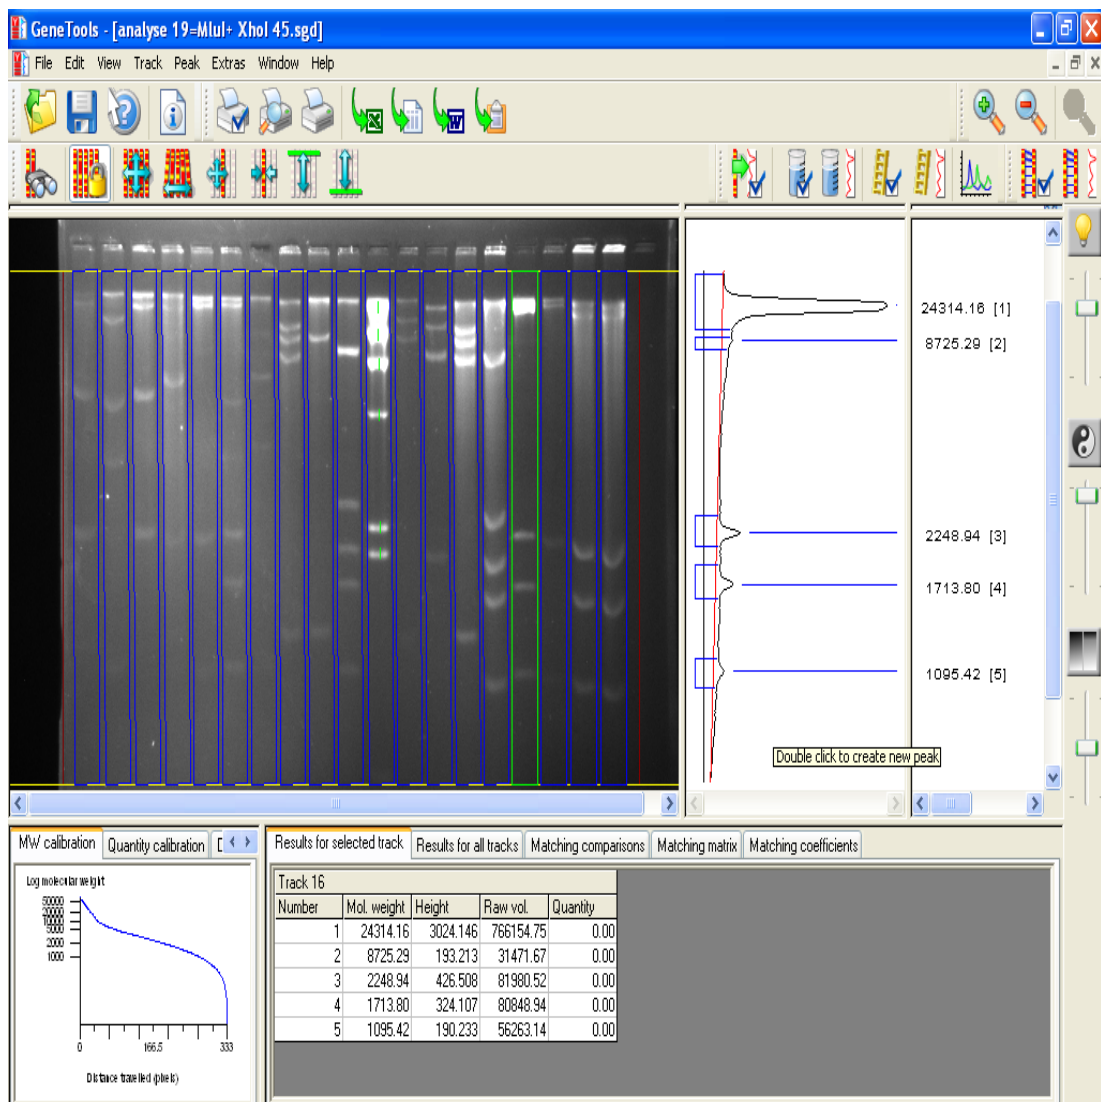 GeneTools - [analyse 19=MluI+ XhoI 45.sgd]
File Edit View Track Peak Extras Window Help
24314.16 [1]
8725.29 [2]
2248.94 [3]
1713.80 [4]
1095.42 [5]
Double click to create new peak
MW calibration Quantity calibration
Log molecular weight
50000
10000
5000
2000
1000
0 166.5 333
Distance travelled (pixels)
Results for selected track Results for all tracks Matching comparisons Matching matrix Matching coefficients
Track 16
Number Mol. weight Height Raw vol. Quantity
1 24314.16 3024.146 766154.75 0.00
2 8725.29 193.213 31471.67 0.00
3 2248.94 426.508 81980.52 0.00
4 1713.80 324.107 80848.94 0.00
5 1095.42 190.233 56263.14 0.00